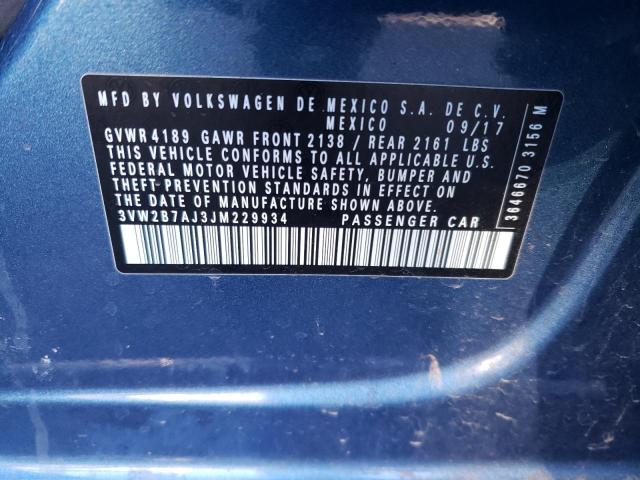 MFD BY VOLKSWAGEN DE MEXICO S.A. DE C.V.
MEXICO 09/17
GVWR 4189 GAWR FRONT 2138 / REAR 2161 LBS
THIS VEHICLE CONFORMS TO ALL APPLICABLE U.S.
FEDERAL MOTOR VEHICLE SAFETY, BUMPER AND
THEFT PREVENTION STANDARDS IN EFFECT ON
THE DATE OF MANUFACTURE SHOWN ABOVE.
3VW2B7AJ3JM229934 PASSENGER CAR
3646670 3156 M